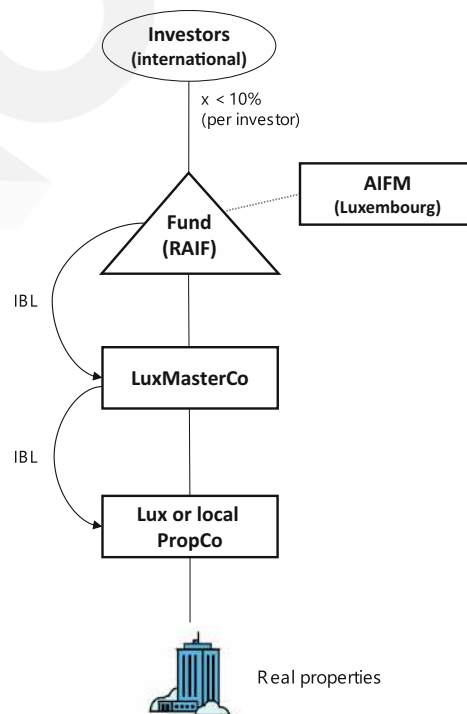 Investors
(international)
x < 10%
(per investor)
AIFM
(Luxembourg)
Fund
(RAIF)
IBL
LuxMasterCo
IBL
Lux or local
PropCo
Real properties